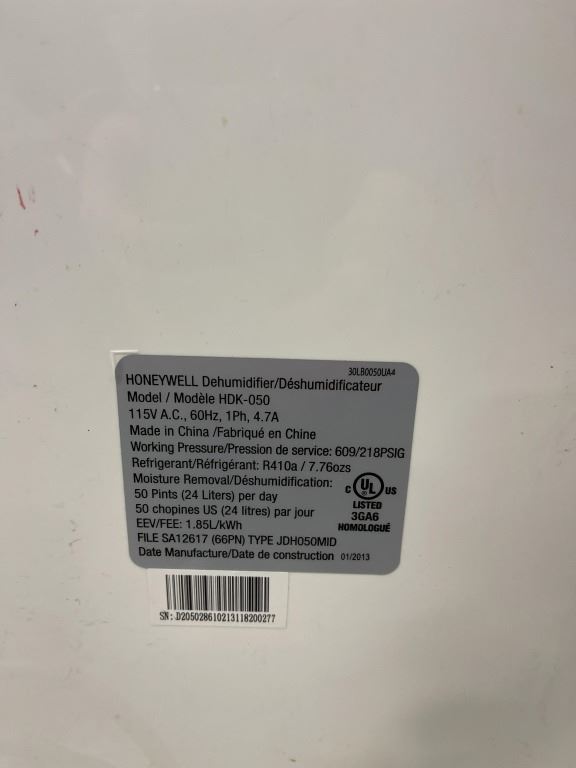 30LB0050UA4
HONEYWELL Dehumidifier/Déshumidificateur
Model / Modèle HDK-050
115V A.C., 60Hz, 1Ph, 4.7A
Made in China /Fabriqué en Chine
Working Pressure/Pression de service: 609/218PSIG
Refrigerant/Réfrigérant: R410a / 7.76ozs
Moisture Removal/Déshumidification:
50 Pints (24 Liters) per day
50 chopines US (24 litres) par jour
EEV/FEE: 1.85L/kWh
FILE SA12617 (66PN) TYPE JDH050MID
Date Manufacture/Date de construction 01/2013
C UL US
LISTED
3GA6
HOMOLOGUÉ
SN: D205028610213118200277